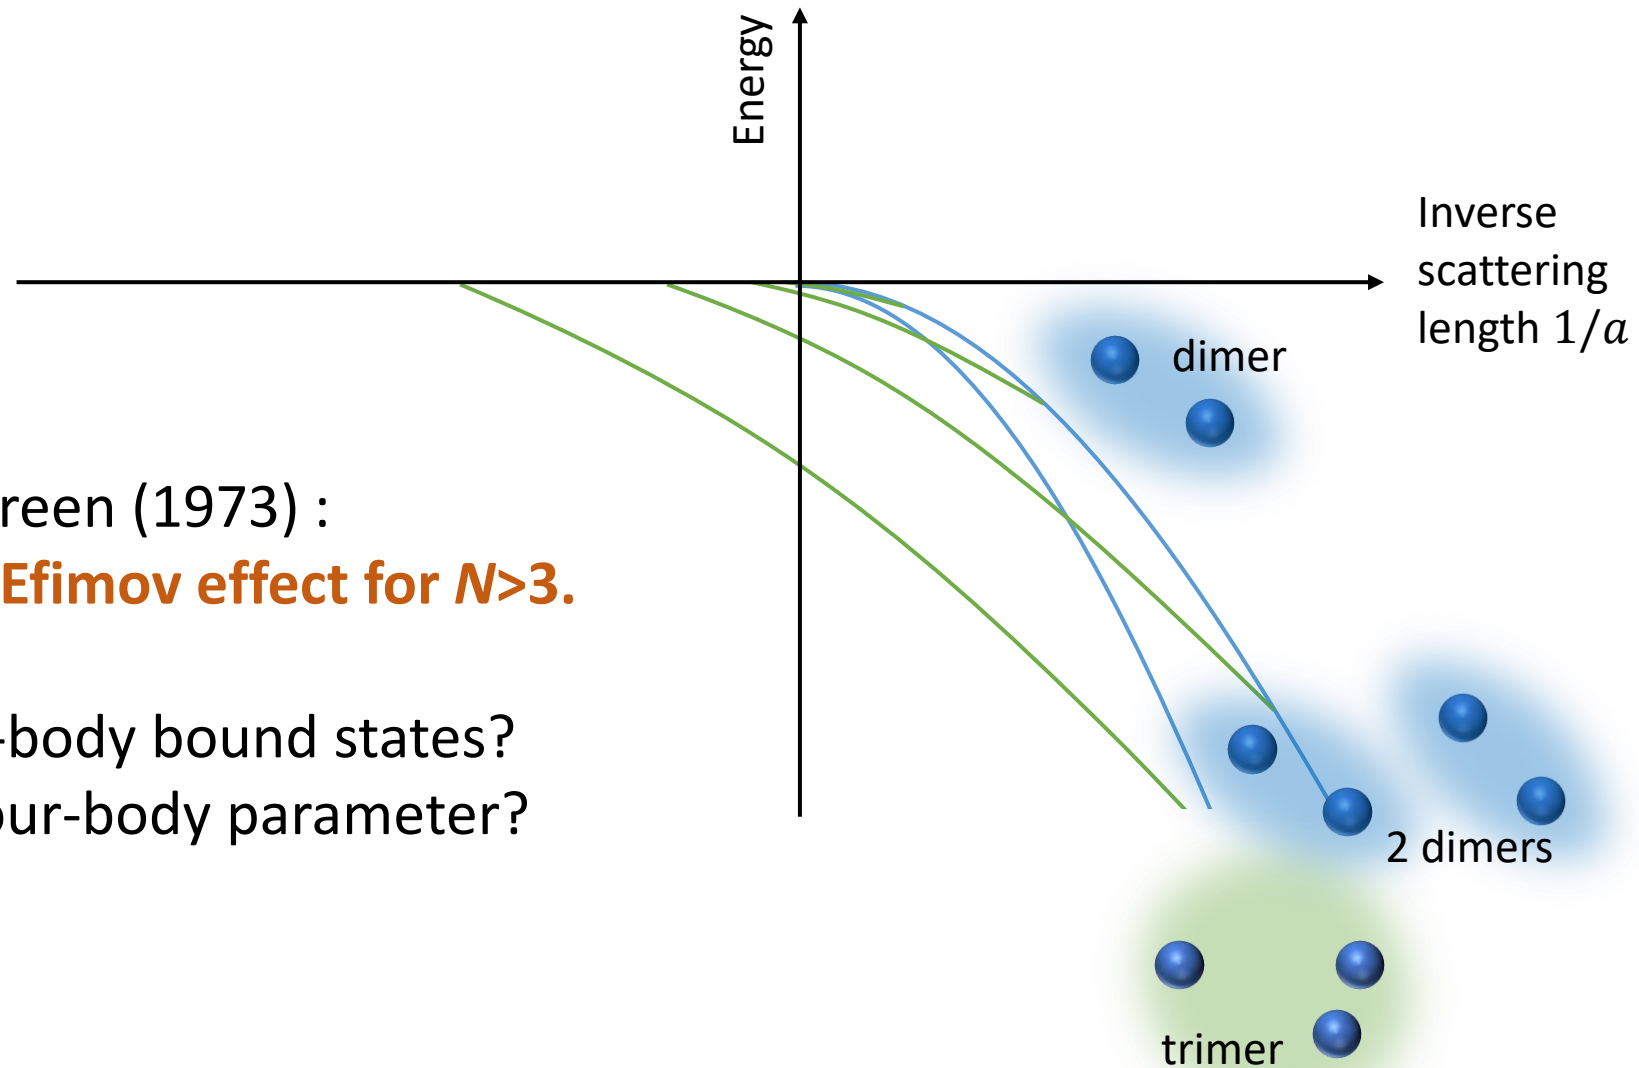 Energy
Inverse
scattering
length 1/a
dimer
reen (1973) :
Efimov effect for N>3.
-body bound states?
our-body parameter?
2 dimers
trimer